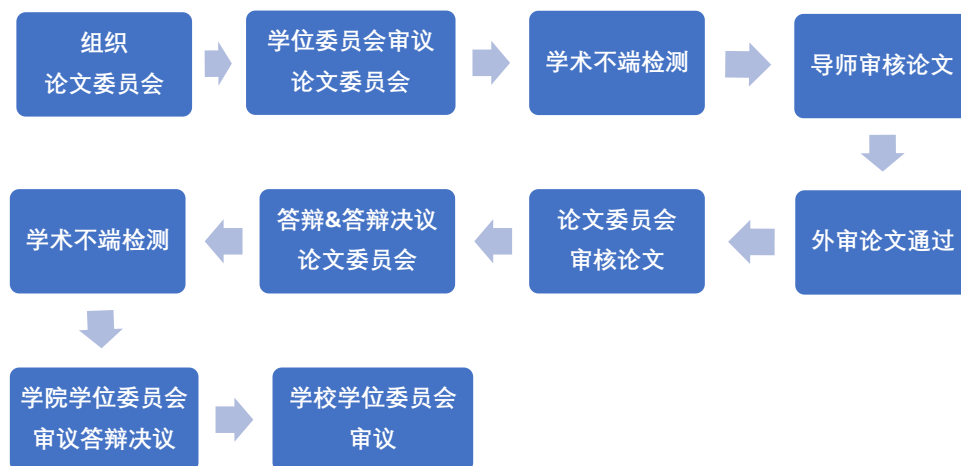 组织
论文委员会
学位委员会审议
论文委员会
学术不端检测
导师审核论文
外审论文通过
论文委员会
审核论文
答辩&答辩决议
论文委员会
学术不端检测
学院学位委员会
审议答辩决议
学校学位委员会
审议